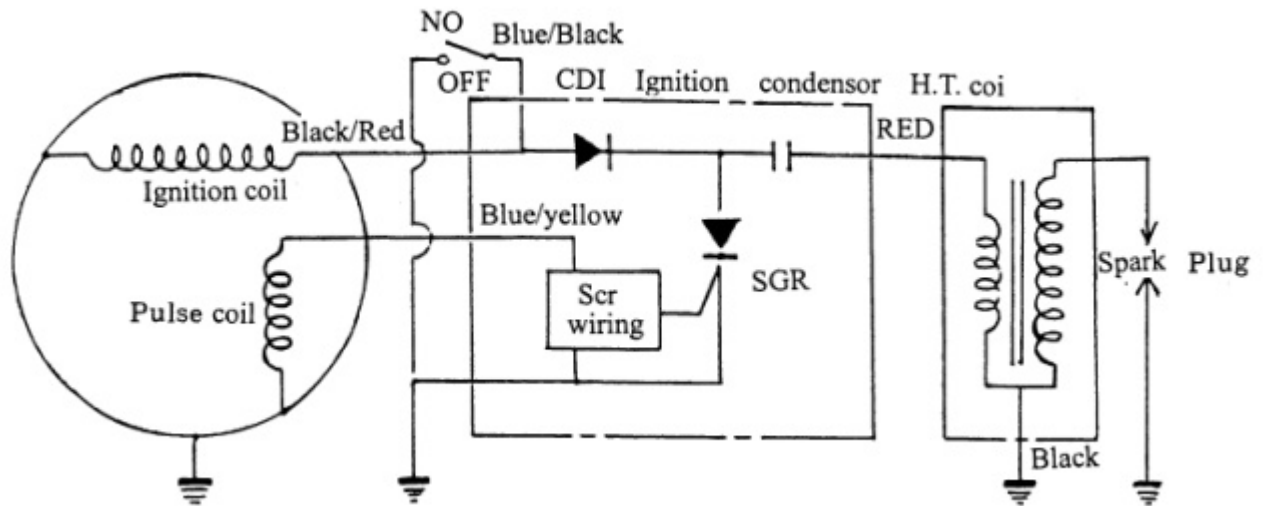 NO
Blue/Black
OFF
CDI Ignition condensor
H.T. coi
Black/Red
RED
Ignition coil
Blue/yellow
Spark Plug
Scr
wiring
SGR
Pulse coil
Black